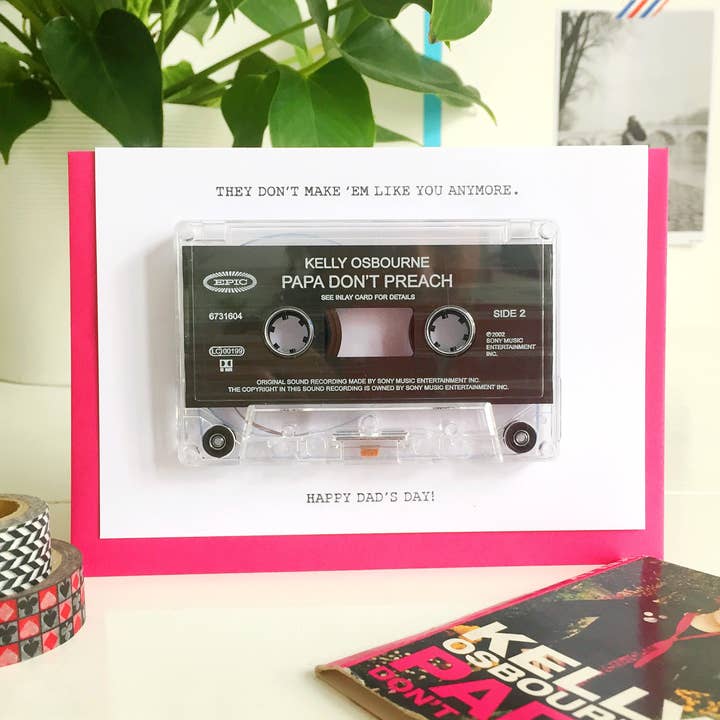 THEY DON'T MAKE 'EM LIKE YOU ANYMORE.
KELLY OSBOURNE
PAPA DON'T PREACH
SEE INLAY CARD FOR DETAILS
EPIC
6731604
SIDE 2
LC 00199
℗ 2002
SONY MUSIC
ENTERTAINMENT
INC.
ORIGINAL SOUND RECORDING MADE BY SONY MUSIC ENTERTAINMENT INC.
THE COPYRIGHT IN THIS SOUND RECORDING IS OWNED BY SONY MUSIC ENTERTAINMENT INC.
HAPPY DAD'S DAY!
KELLY
OSBOUR
PAP
DON'T